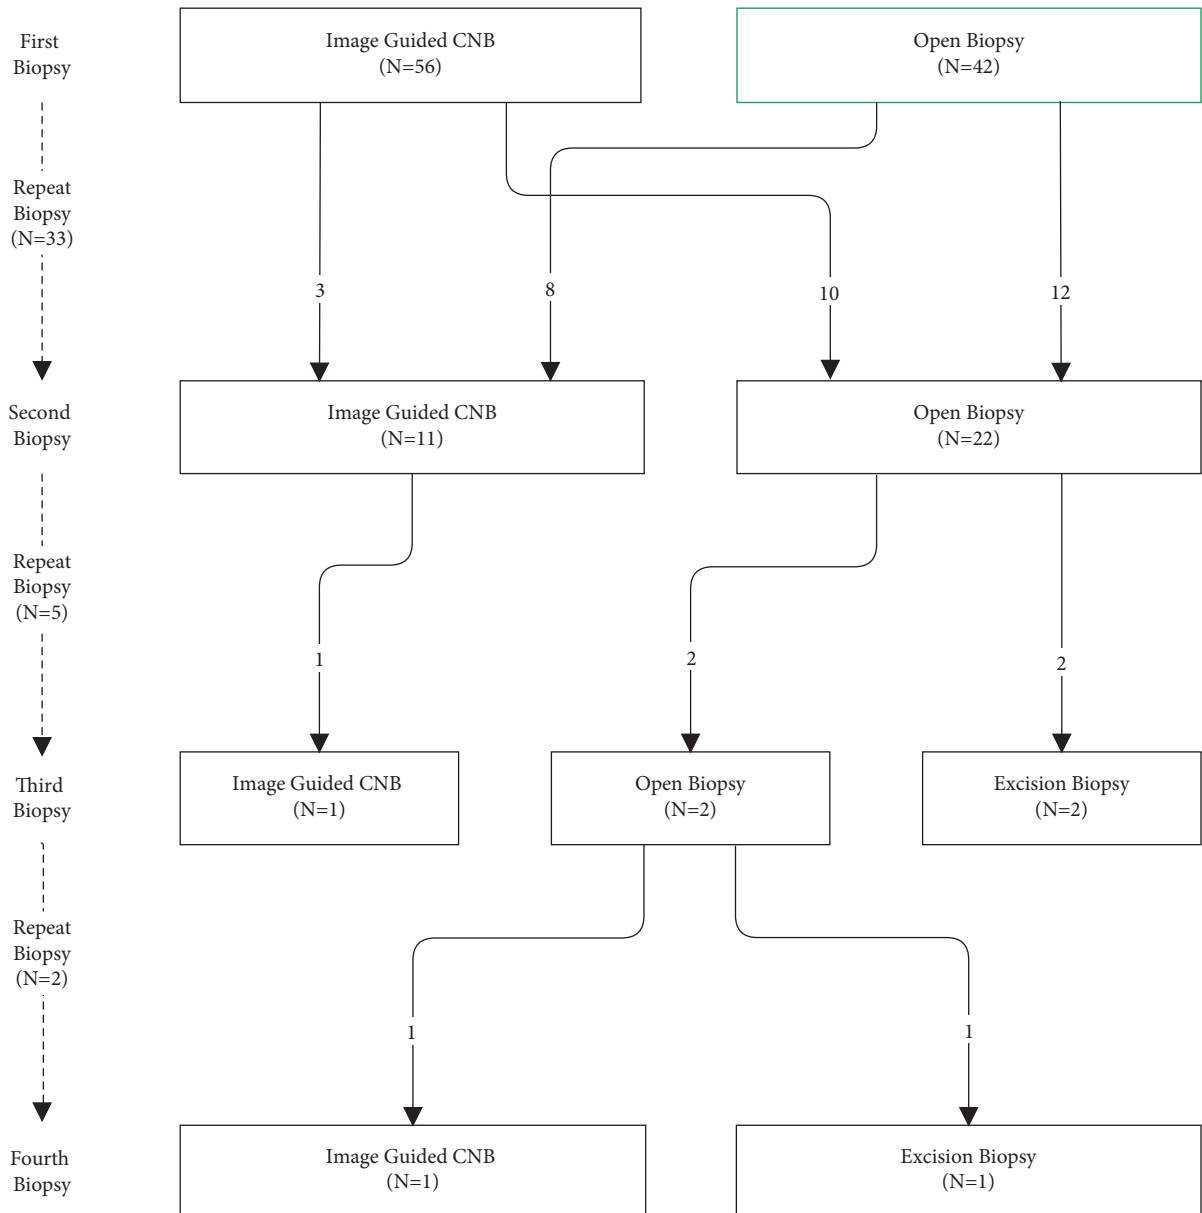 First
Biopsy
Image Guided CNB
(N=56)
Open Biopsy
(N=42)
Repeat
Biopsy
(N=33)
3
8
10
12
Second
Biopsy
Image Guided CNB
(N=11)
Open Biopsy
(N=22)
Repeat
Biopsy
(N=5)
1
2
2
Third
Biopsy
Image Guided CNB
(N=1)
Open Biopsy
(N=2)
Excision Biopsy
(N=2)
Repeat
Biopsy
(N=2)
1
1
Fourth
Biopsy
Image Guided CNB
(N=1)
Excision Biopsy
(N=1)